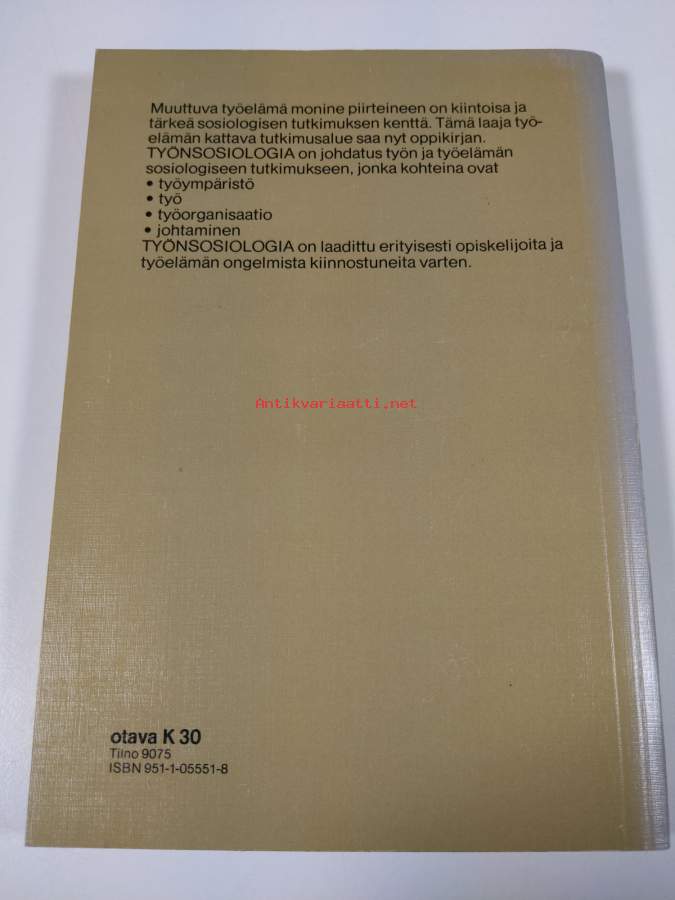 Muuttuva työelämä monine piirteineen on kiintoisa ja
tärkeä sosiologisen tutkimuksen kenttä. Tämä laaja työ-
elämän kattava tutkimusalue saa nyt oppikirjan.
TYÖNSOSIOLOGIA on johdatus työn ja työelämän
sosiologiseen tutkimukseen, jonka kohteina ovat
• työympäristö
• työ
• työorganisaatio
• johtaminen
TYÖNSOSIOLOGIA on laadittu erityisesti opiskelijoita ja
työelämän ongelmista kiinnostuneita varten.
Antikvariaatti.net
otava K 30
Tilno 9075
ISBN 951-1-05551-8